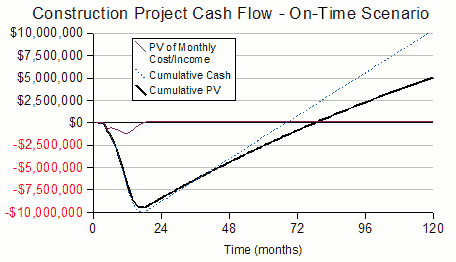 Construction Project Cash Flow - On-Time Scenario
$10,000,000
$7,500,000
$5,000,000
$2,500,000
$0
-$2,500,000
-$5,000,000
-$7,500,000
-$10,000,000
PV of Monthly
Cost/Income
Cumulative Cash
Cumulative PV
0 24 48 72 96 120
Time (months)